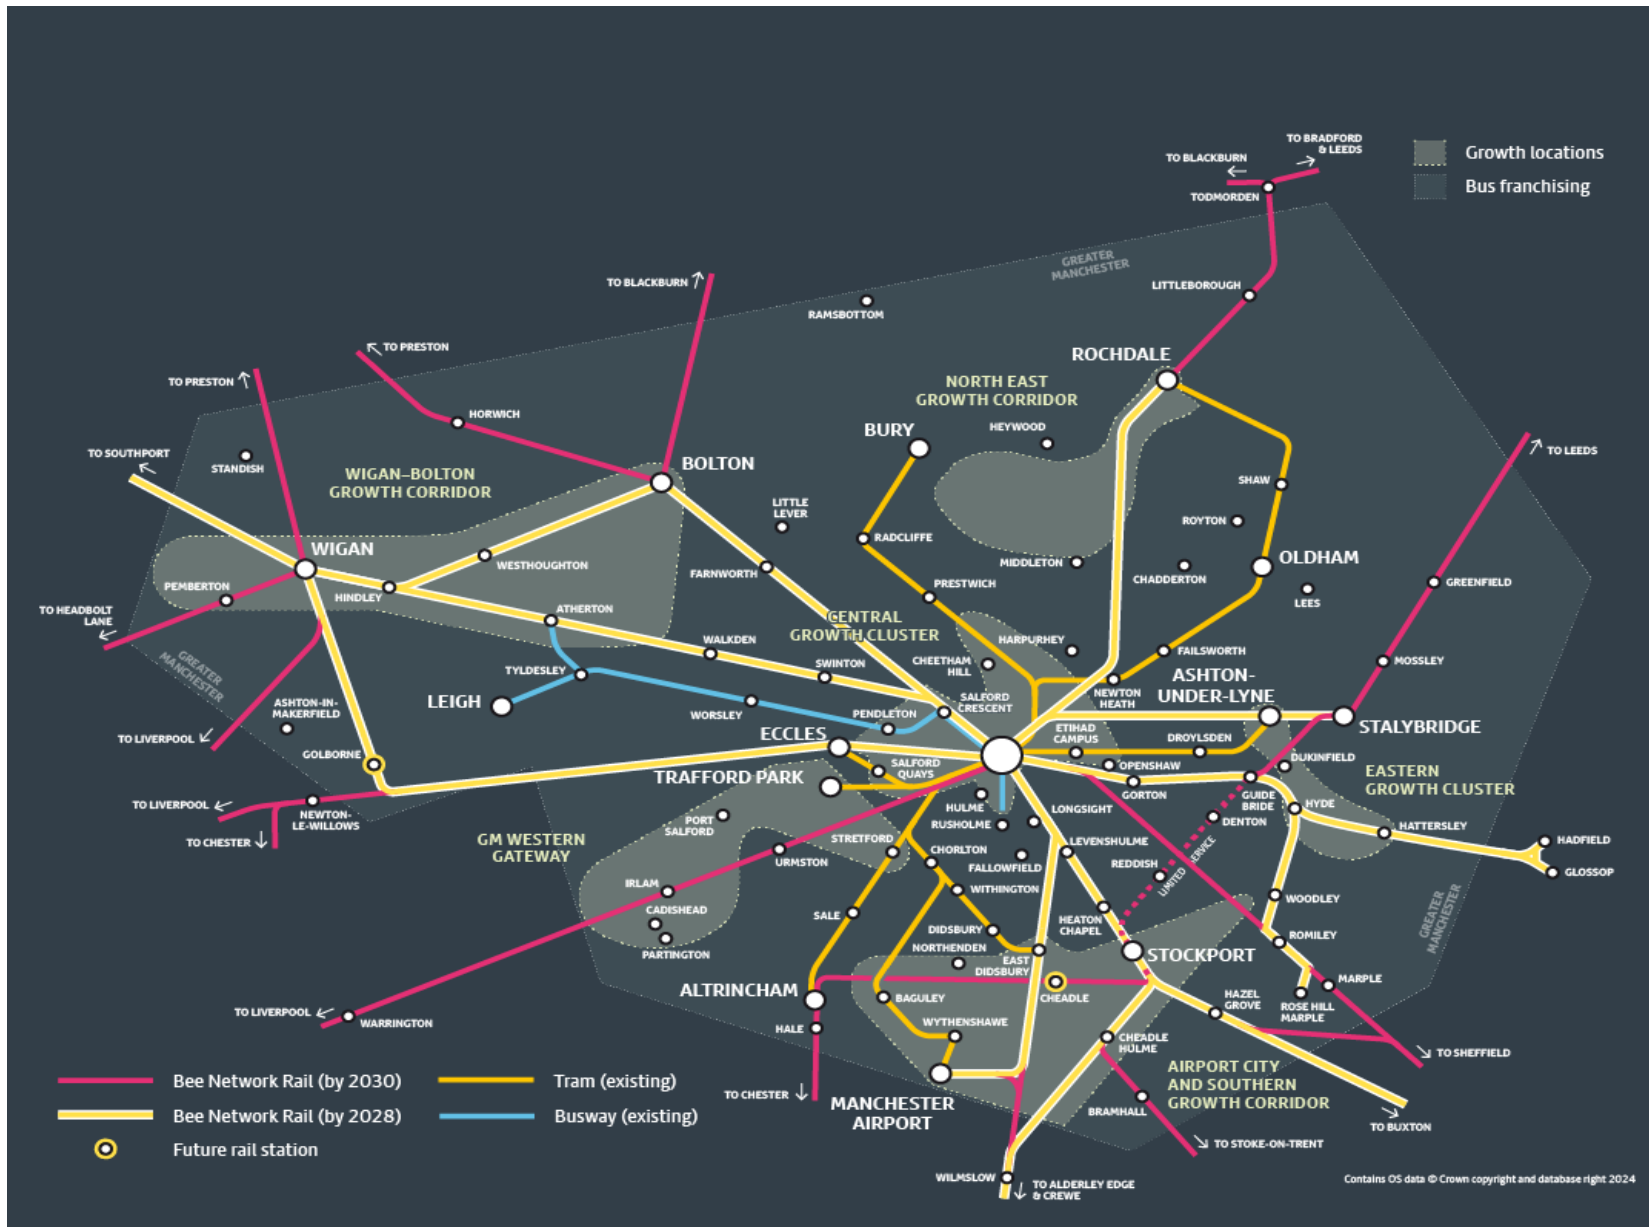 TO BRADFORD
& LEEDS
TO BLACKBURN
TODMORDEN
Growth locations
Bus franchising
GREATER
MANCHESTER
LITTLEBOROUGH
TO BLACKBURN
RAMSBOTTOM
TO PRESTON
ROCHDALE
TO PRESTON
NORTH EAST
GROWTH CORRIDOR
HORWICH
BURY
HEYWOOD
TO SOUTHPORT
STANDISH
WIGAN–BOLTON
GROWTH CORRIDOR
BOLTON
TO LEEDS
SHAW
LITTLE
LEVER
ROYTON
RADCLIFFE
WIGAN
WESTHOUGHTON
FARNWORTH
MIDDLETON
CHADDERTON
OLDHAM
PEMBERTON
HINDLEY
PRESTWICH
GREENFIELD
LEES
TO HEADBOLT
LANE
ATHERTON
CENTRAL
GROWTH CLUSTER
WALKDEN
HARPURHEY
FAILSWORTH
GREATER
MANCHESTER
SWINTON
CHEETHAM
HILL
MOSSLEY
TYLDESLEY
ASHTON-
UNDER-LYNE
NEWTON
HEATH
LEIGH
ASHTON-IN-
MAKERFIELD
WORSLEY
PENDLETON
SALFORD
CRESCENT
STALYBRIDGE
TO LIVERPOOL
ECCLES
ETIHAD
CAMPUS
DROYLSDEN
GOLBORNE
SALFORD
QUAYS
OPENSHAW
DUKINFIELD
TRAFFORD PARK
EASTERN
GROWTH CLUSTER
GORTON
GUIDE
BRIDE
HYDE
TO LIVERPOOL
NEWTON-
LE-WILLOWS
TO CHESTER
PORT
SALFORD
HULME
RUSHOLME
LONGSIGHT
DENTON
HATTERSLEY
GM WESTERN
GATEWAY
STRETFORD
URMSTON
CHORLTON
FALLOWFIELD
LEVENSHULME
REDDISH
LIMITED SERVICE
HADFIELD
GLOSSOP
IRLAM
CADISHEAD
PARTINGTON
WITHINGTON
SALE
HEATON
CHAPEL
WOODLEY
DIDSBURY
NORTHENDEN
EAST
DIDSBURY
STOCKPORT
ROMILEY
GREATER
MANCHESTER
ALTRINCHAM
BAGULEY
CHEADLE
HAZEL
GROVE
ROSE HILL
MARPLE
MARPLE
TO LIVERPOOL
WARRINGTON
HALE
WYTHENSHAWE
CHEADLE
HULME
TO SHEFFIELD
AIRPORT CITY
AND SOUTHERN
GROWTH CORRIDOR
TO CHESTER
MANCHESTER
AIRPORT
BRAMHALL
TO BUXTON
TO STOKE-ON-TRENT
WILMSLOW
TO ALDERLEY EDGE
& CREWE
Bee Network Rail (by 2030)
Tram (existing)
Bee Network Rail (by 2028)
Busway (existing)
Future rail station
Contains OS data © Crown copyright and database right 2024